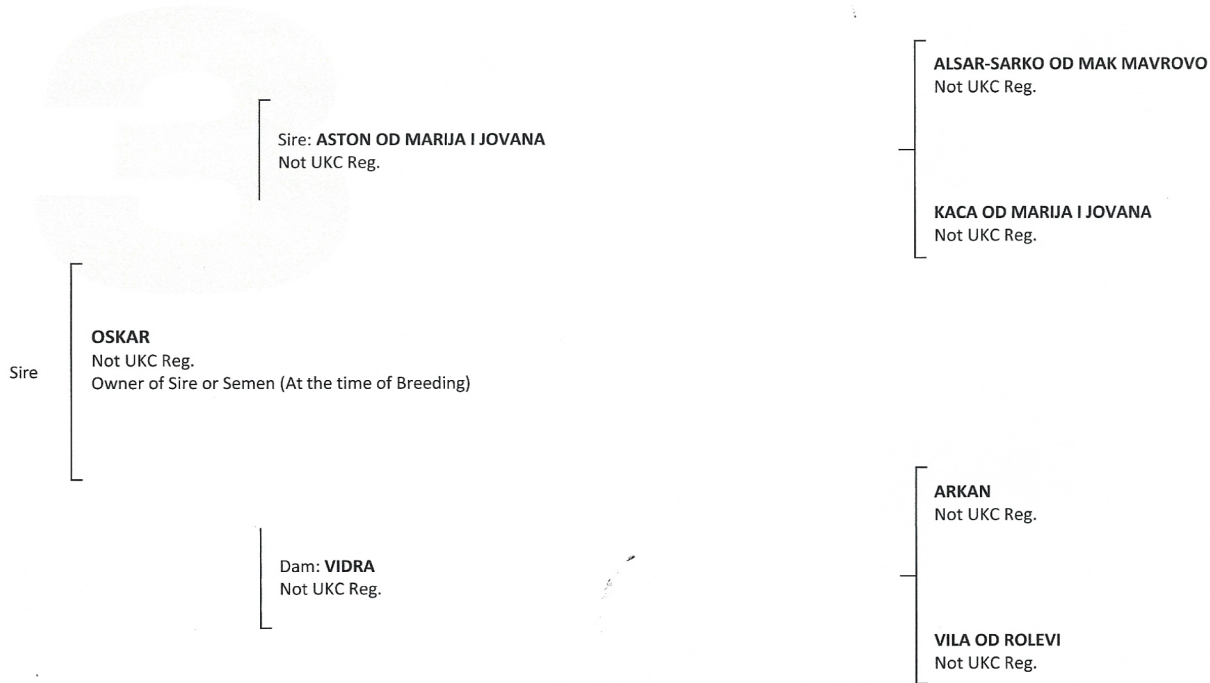 ALSAR-SARKO OD MAK MAVROVO
Not UKC Reg.
Sire: ASTON OD MARIJA I JOVANA
Not UKC Reg.
KACA OD MARIJA I JOVANA
Not UKC Reg.
Sire
OSKAR
Not UKC Reg.
Owner of Sire or Semen (At the time of Breeding)
ARKAN
Not UKC Reg.
Dam: VIDRA
Not UKC Reg.
VILA OD ROLEVI
Not UKC Reg.
3